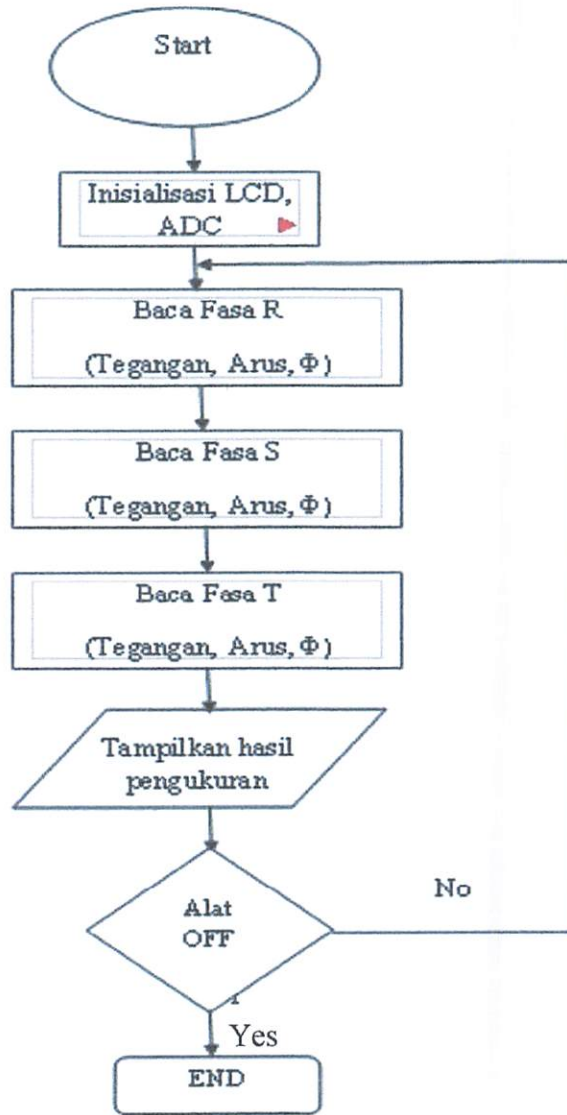 Start
Inisialisasi LCD,
ADC
Baca Fasa R
(Tegangan, Arus, Φ)
Baca Fasa S
(Tegangan, Arus, Φ)
Baca Fasa T
(Tegangan, Arus, Φ)
Tampilkan hasil
pengukuran
Alat
OFF
No
Yes
END